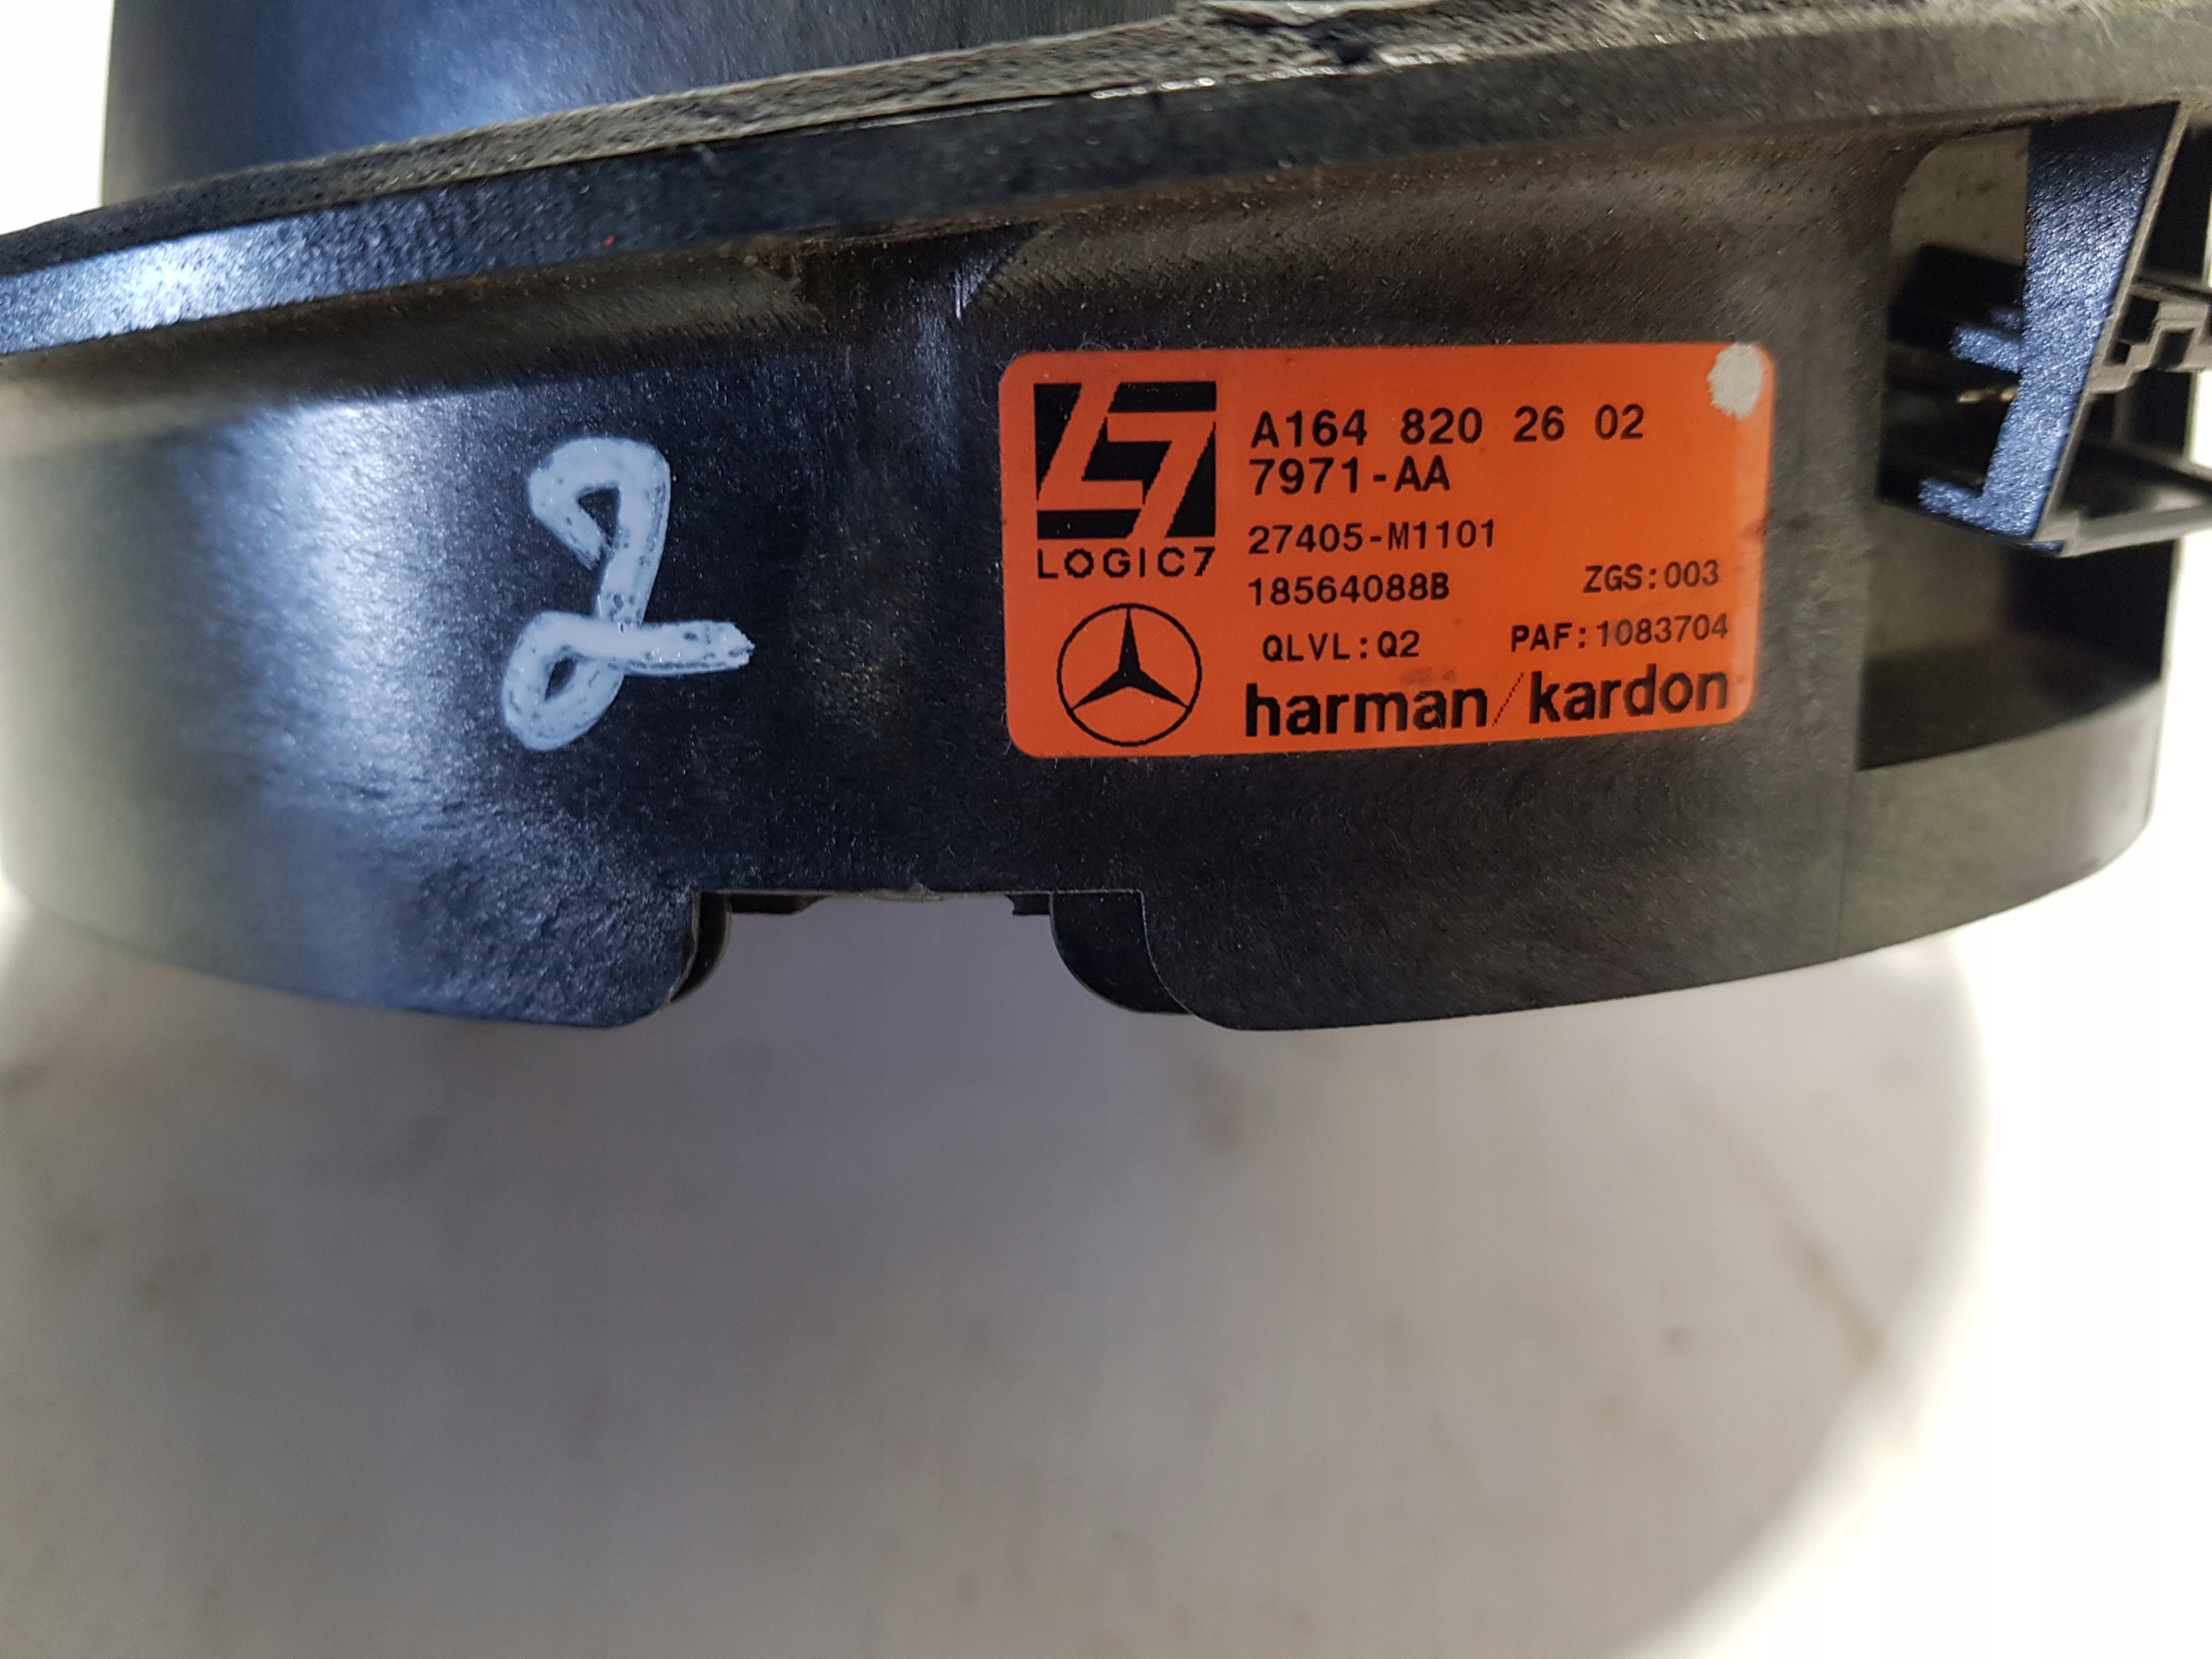 2
L7
LOGIC7
A164 820 26 02
7971-AA
27405-M1101
18564088B ZGS:003
QLVL:Q2 PAF:1083704
harman/kardon